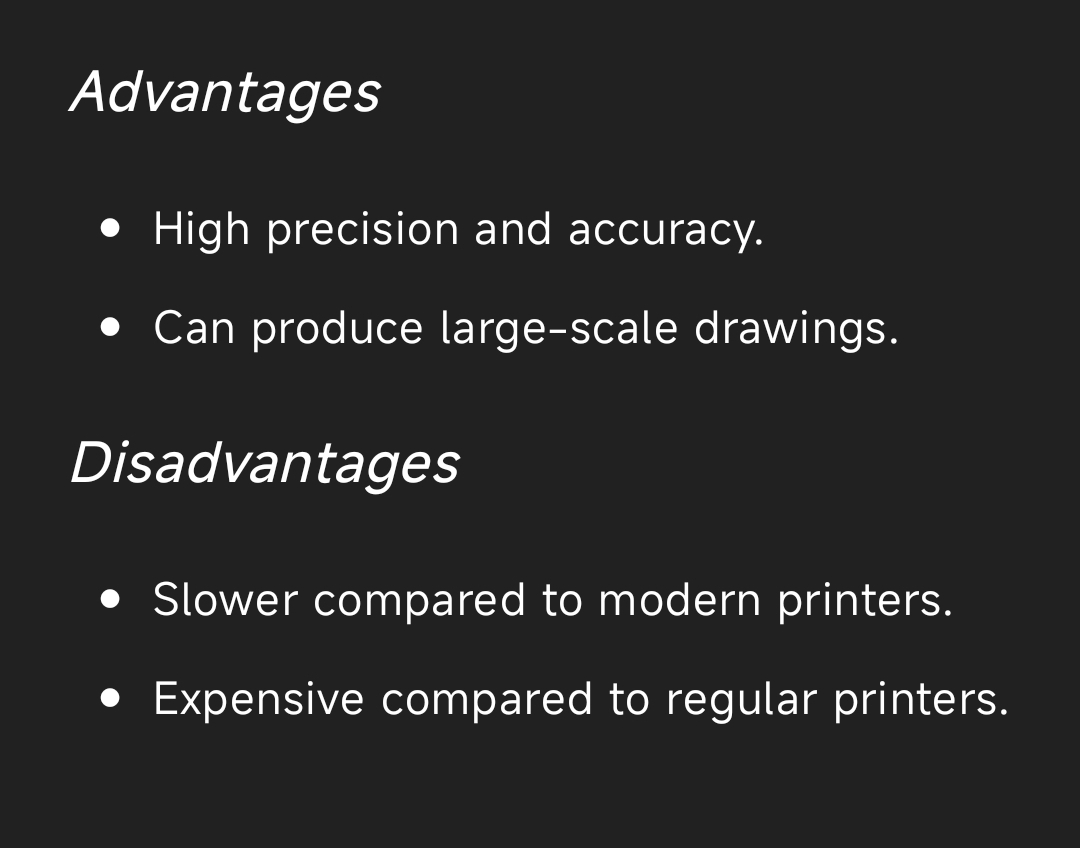 Advantages
• High precision and accuracy.
• Can produce large-scale drawings.
Disadvantages
• Slower compared to modern printers.
• Expensive compared to regular printers.